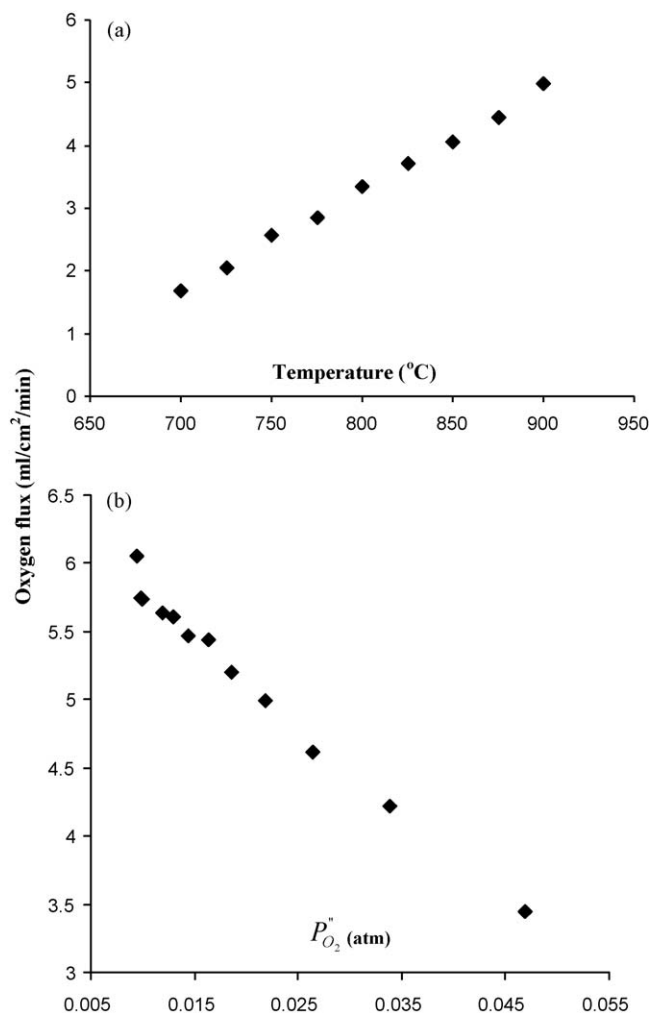 (a)
6
5
4
3
2
1
0
Temperature (°C)
650 700 750 800 850 900 950
Oxygen flux (ml/cm²/min)
(b)
6.5
6
5.5
5
4.5
4
3.5
3
P"O₂ (atm)
0.005 0.015 0.025 0.035 0.045 0.055